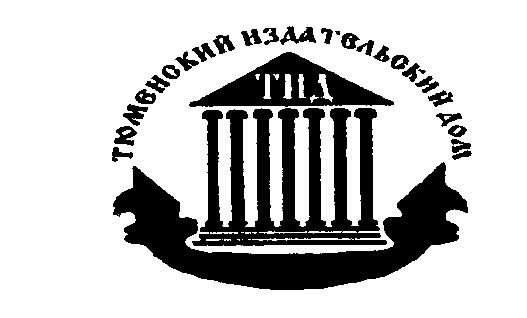 ТЮМЕНСКИЙ ИЗДАТЕЛЬСКИЙ ДОМ
ТИД